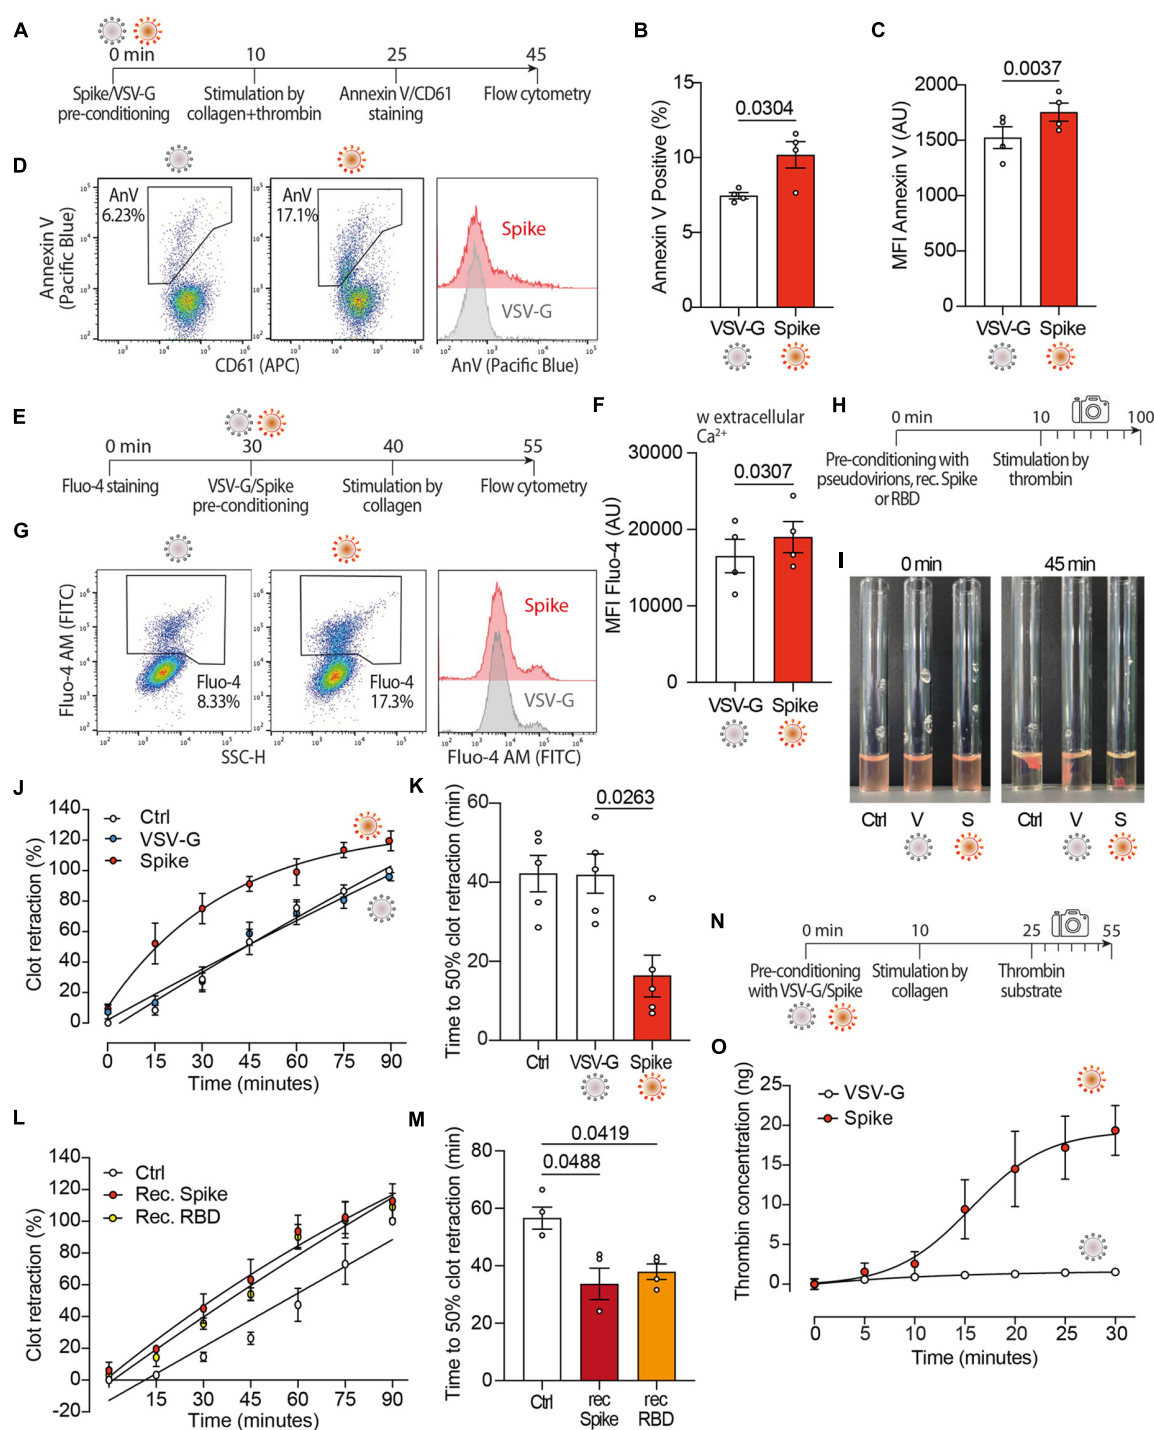 A
0 min
10
25
45
Spike/VSV-G
pre-conditioning
Stimulation by
collagen+thrombin
Annexin V/CD61
staining
Flow cytometry
B
Annexin V Positive (%)
15
10
5
0
0.0304
VSV-G
Spike
C
MFI Annexin V (AU)
2000
1500
1000
500
0
0.0037
VSV-G
Spike
D
Annexin V
(Pacific Blue)
AnV
6.23%
AnV
17.1%
10⁵
10⁴
10³
10²
10³
10⁴
10⁵
10⁶
CD61 (APC)
Spike
VSV-G
AnV (Pacific Blue)
E
0 min
30
40
55
Fluo-4 staining
VSV-G/Spike
pre-conditioning
Stimulation by
collagen
Flow cytometry
F
w extracellular
Ca²⁺
MFI Fluo-4 (AU)
30000
20000
10000
0
0.0307
VSV-G
Spike
G
Fluo-4 AM (FITC)
Fluo-4
8.33%
Fluo-4
17.3%
SSC-H
Spike
VSV-G
Fluo-4 AM (FITC)
H
0 min
10
100
Pre-conditioning with
pseudovirions, rec. Spike
or RBD
Stimulation by
thrombin
I
0 min
45 min
Ctrl
V
S
Ctrl
V
S
J
Clot retraction (%)
140
120
100
80
60
40
20
0
Ctrl
VSV-G
Spike
0
15
30
45
60
75
90
Time (minutes)
K
Time to 50% clot retraction (min)
60
40
20
0
0.0263
Ctrl
VSV-G
Spike
L
Clot retraction (%)
140
120
100
80
60
40
20
0
-20
Ctrl
Rec. Spike
Rec. RBD
15
30
45
60
75
90
Time (minutes)
M
Time to 50% clot retraction (min)
80
60
40
20
0
0.0419
0.0488
Ctrl
rec
Spike
rec
RBD
N
0 min
10
25
55
Pre-conditioning
with VSV-G/Spike
Stimulation by
collagen
Thrombin
substrate
O
Thrombin concentration (ng)
25
20
15
10
5
0
VSV-G
Spike
0
5
10
15
20
25
30
Time (minutes)